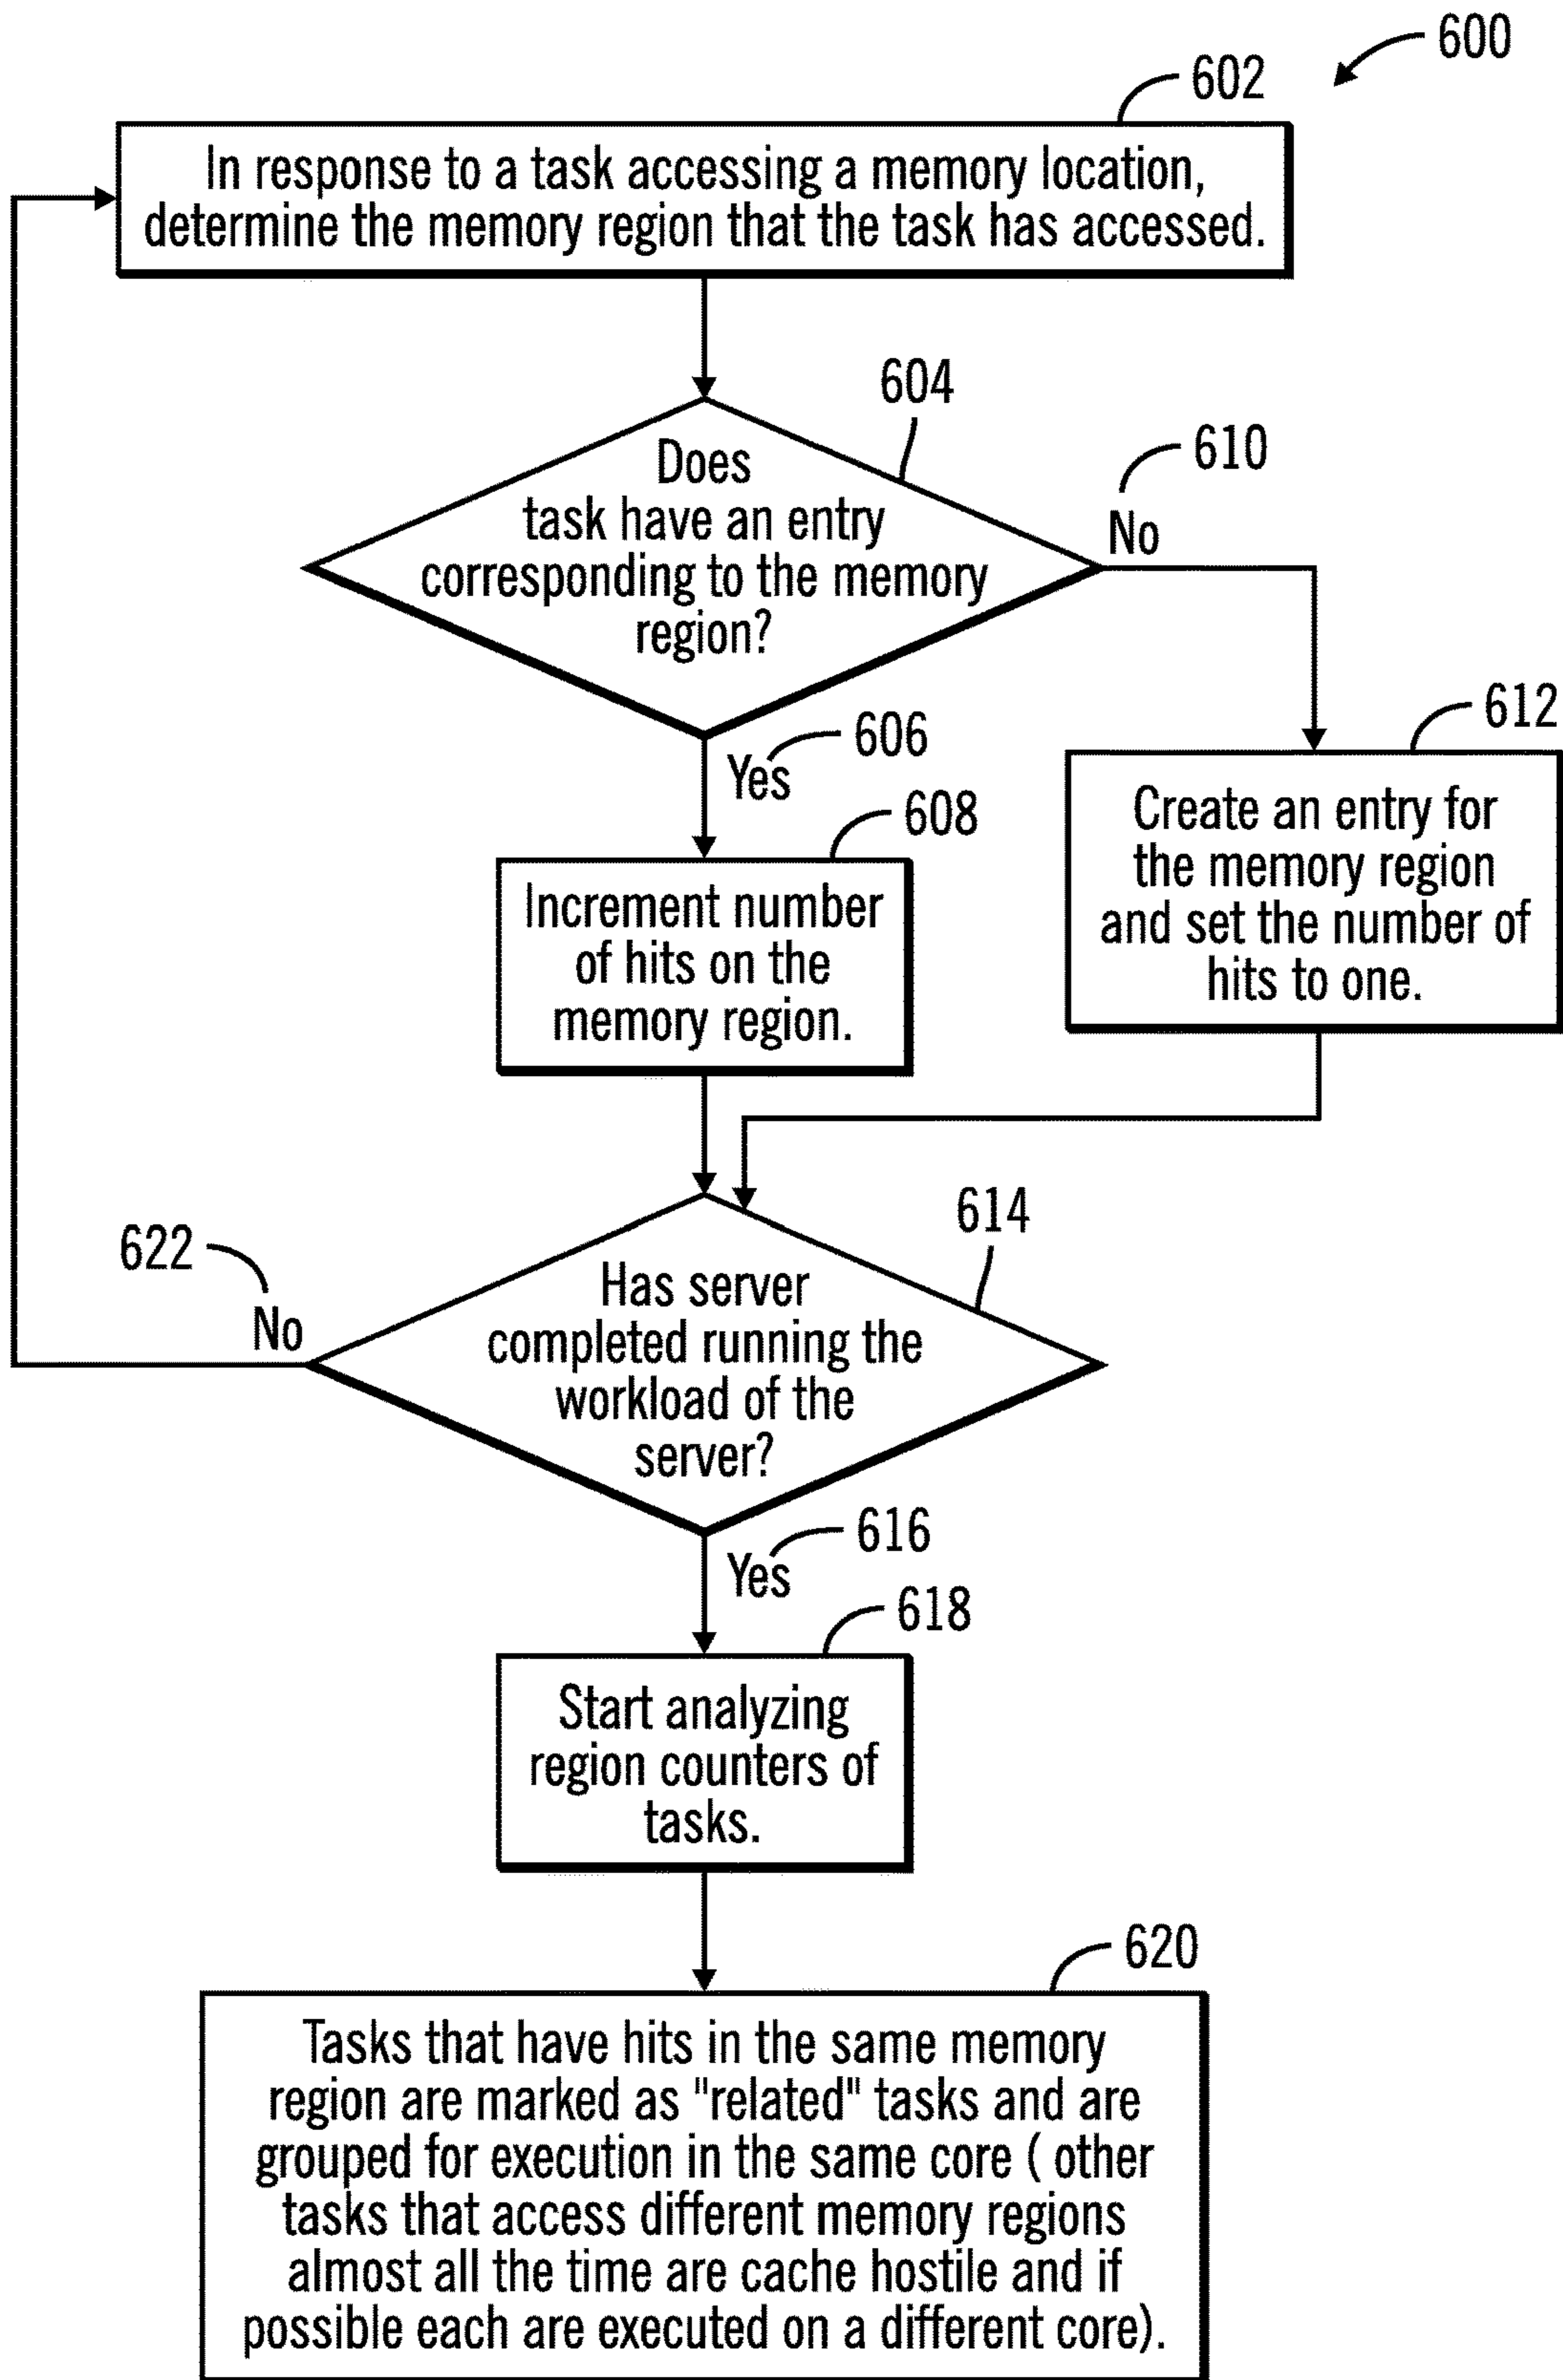 600
602
In response to a task accessing a memory location,
determine the memory region that the task has accessed.
604
Does
task have an entry
corresponding to the memory
region?
610
No
606
Yes
612
Create an entry for
the memory region
and set the number of
hits to one.
608
Increment number
of hits on the
memory region.
614
Has server
completed running the
workload of the
server?
622
No
616
Yes
618
Start analyzing
region counters of
tasks.
620
Tasks that have hits in the same memory
region are marked as "related" tasks and are
grouped for execution in the same core ( other
tasks that access different memory regions
almost all the time are cache hostile and if
possible each are executed on a different core).